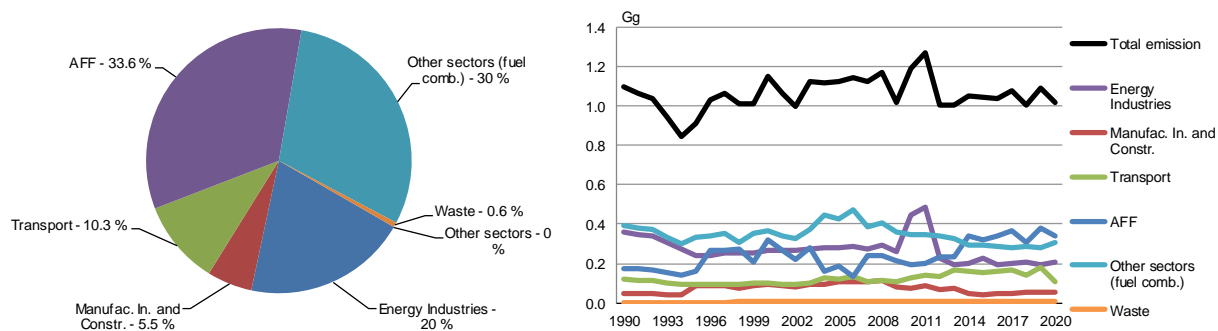 AFF - 33.6 %
Other sectors (fuel
comb.) - 30 %
Transport - 10.3 %
Waste - 0.6 %
Other sectors - 0
%
Manufac. In. and
Constr. - 5.5 %
Energy Industries -
20 %
Gg
1.4
1.2
1.0
0.8
0.6
0.4
0.2
0.0
1990 1993 1996 1999 2002 2005 2008 2011 2014 2017 2020
Total emission
Energy
Industries
Manufac. In. and
Constr.
Transport
AFF
Other sectors
(fuel comb.)
Waste